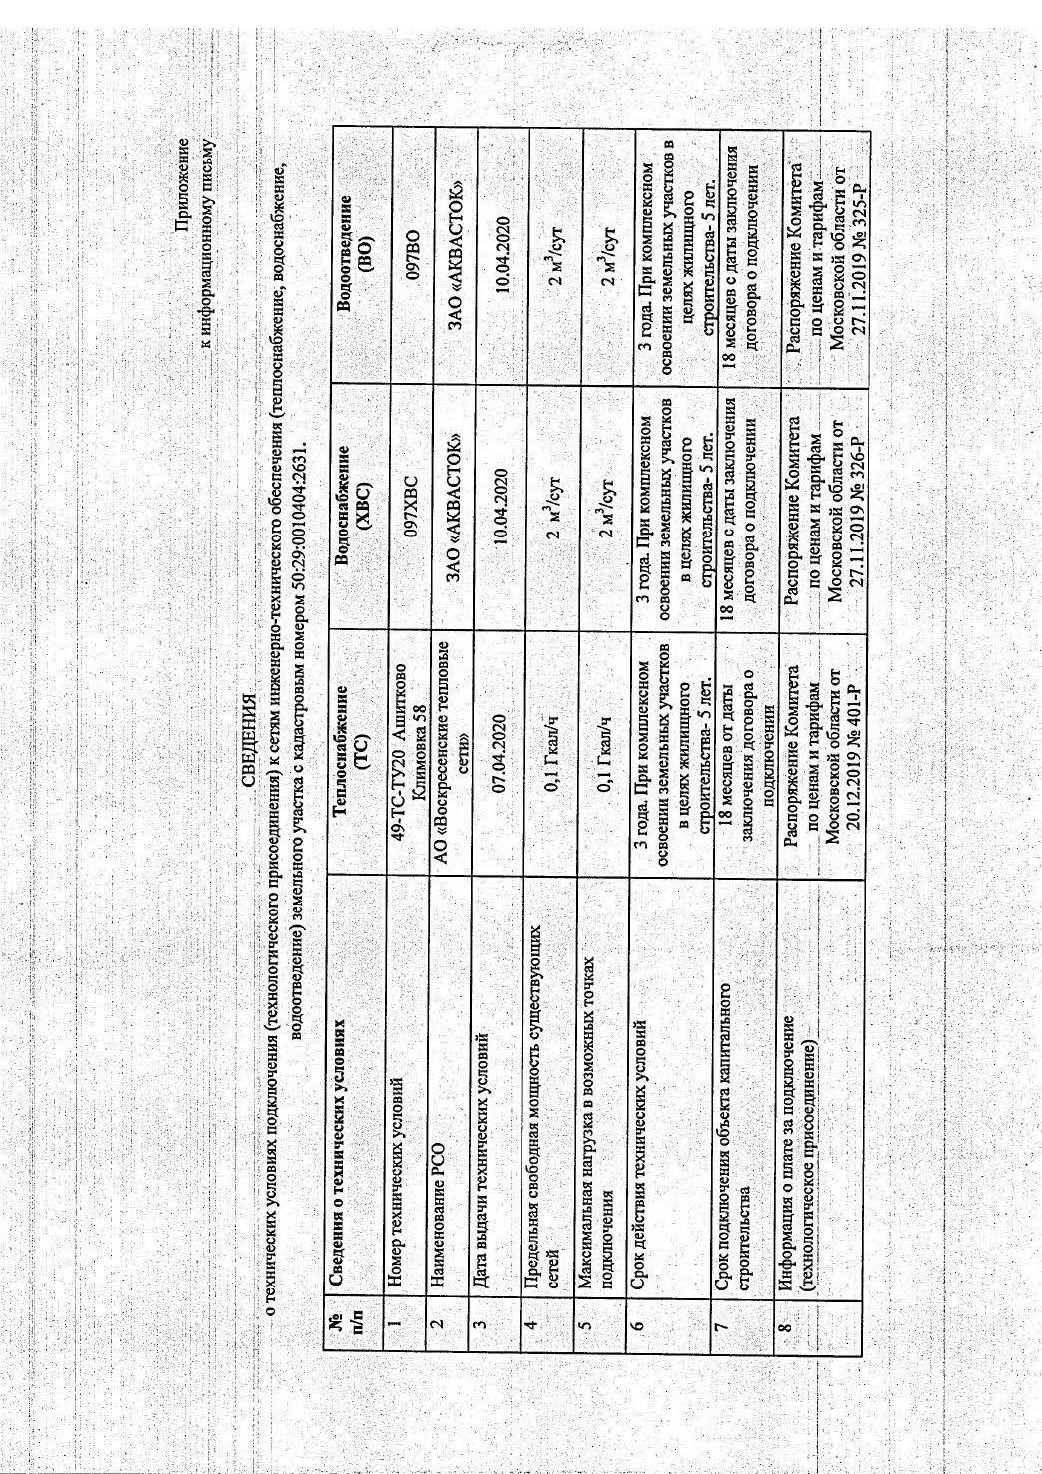 Приложение
к информационному письму
СВЕДЕНИЯ
о технических условиях подключения (технологического присоединения) к сетям инженерно-технического обеспечения (теплоснабжение, водоснабжение,
водоотведение) земельного участка с кадастровым номером 50:29:0010404:2631.
№
п/п
Сведения о технических условиях
Теплоснабжение
(ТС)
Водоснабжение
(ХВС)
Водоотведение
(ВО)
1
Номер технических условий
49-ТС-ТУ20 Ашитково
Климовка 58
097ХВС
097ВО
2
Наименование РСО
АО «Воскресенские тепловые
сети»
ЗАО «АКВАСТОК»
ЗАО «АКВАСТОК»
3
Дата выдачи технических условий
07.04.2020
10.04.2020
10.04.2020
4
Предельная свободная мощность существующих
сетей
0,1 Гкал/ч
2 м³/сут
2 м³/сут
5
Максимальная нагрузка в возможных точках
подключения
0,1 Гкал/ч
2 м³/сут
2 м³/сут
6
Срок действия технических условий
3 года. При комплексном
освоении земельных участков
в целях жилищного
строительства- 5 лет.
3 года. При комплексном
освоении земельных участков
в целях жилищного
строительства- 5 лет.
3 года. При комплексном
освоении земельных участков в
целях жилищного
строительства- 5 лет.
7
Срок подключения объекта капитального
строительства
18 месяцев от даты
заключения договора о
подключении
18 месяцев с даты заключения
договора о подключении
18 месяцев с даты заключения
договора о подключении
8
Информация о плате за подключение
(технологическое присоединение)
Распоряжение Комитета
по ценам и тарифам
Московской области от
20.12.2019 № 401-Р
Распоряжение Комитета
по ценам и тарифам
Московской области от
27.11.2019 № 326-Р
Распоряжение Комитета
по ценам и тарифам
Московской области от
27.11.2019 № 325-Р